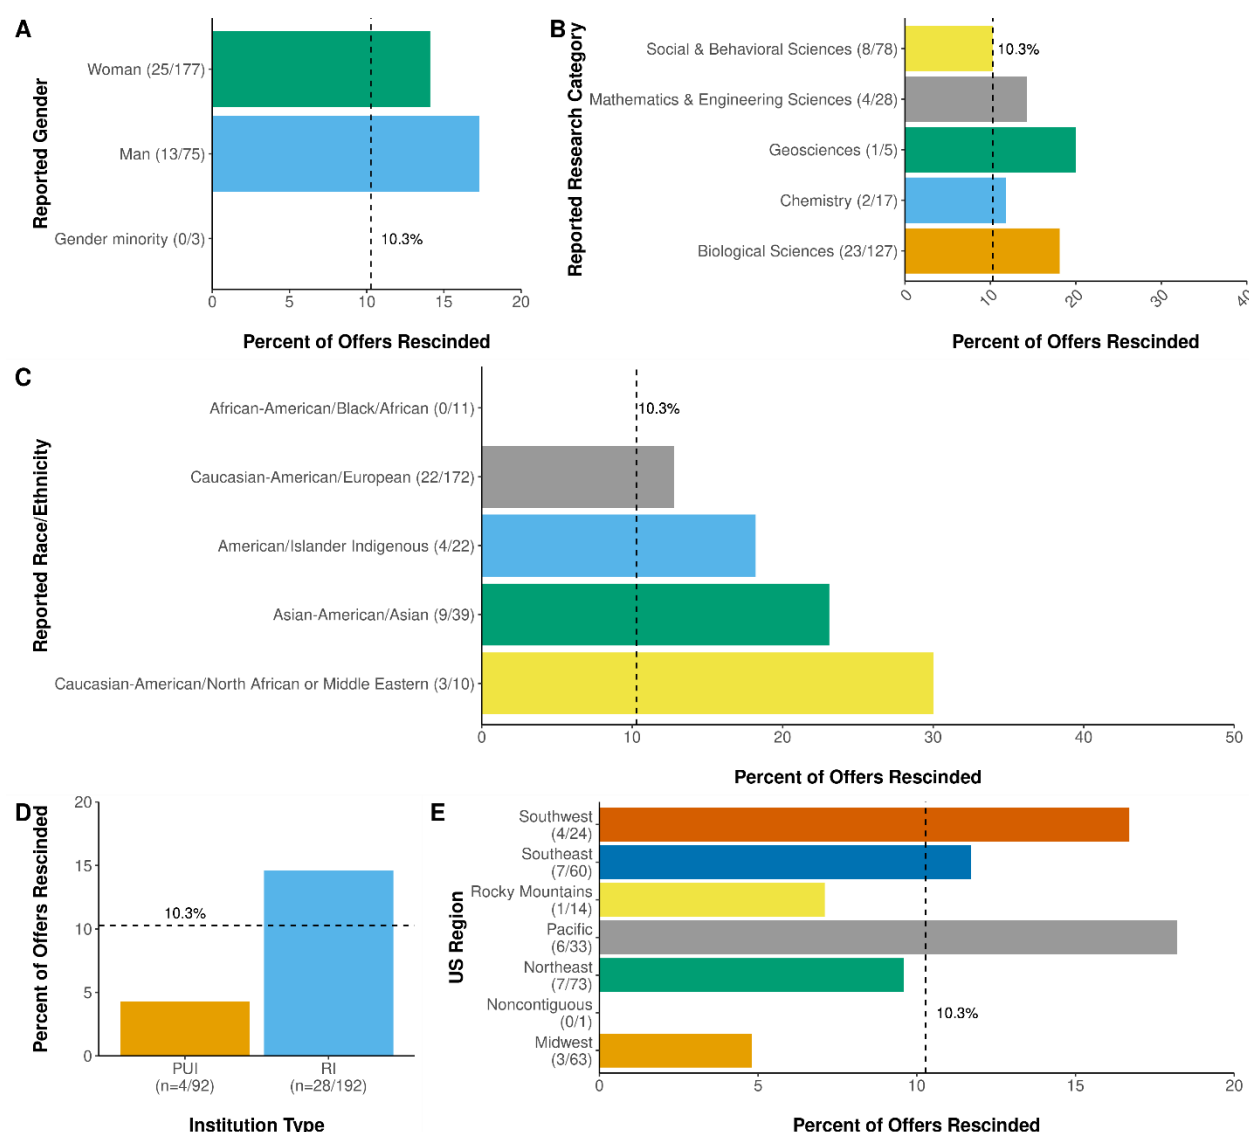 A
Reported Gender
Woman (25/177)
Man (13/75)
Gender minority (0/3)
10.3%
0 5 10 15 20
Percent of Offers Rescinded
B
Reported Research Category
Social & Behavioral Sciences (8/78)
10.3%
Mathematics & Engineering Sciences (4/28)
Geosciences (1/5)
Chemistry (2/17)
Biological Sciences (23/127)
0 10 20 30 40
Percent of Offers Rescinded
C
Reported Race/Ethnicity
African-American/Black/African (0/11)
10.3%
Caucasian-American/European (22/172)
American/Islander Indigenous (4/22)
Asian-American/Asian (9/39)
Caucasian-American/North African or Middle Eastern (3/10)
0 10 20 30 40 50
Percent of Offers Rescinded
D
Percent of Offers Rescinded
20
15
10
5
0
10.3%
PUI
(n=4/92)
RI
(n=28/192)
Institution Type
E
US Region
Southwest
(4/24)
Southeast
(7/60)
Rocky Mountains
(1/14)
Pacific
(6/33)
Northeast
(7/73)
Noncontiguous
(0/1)
10.3%
Midwest
(3/63)
0 5 10 15 20
Percent of Offers Rescinded